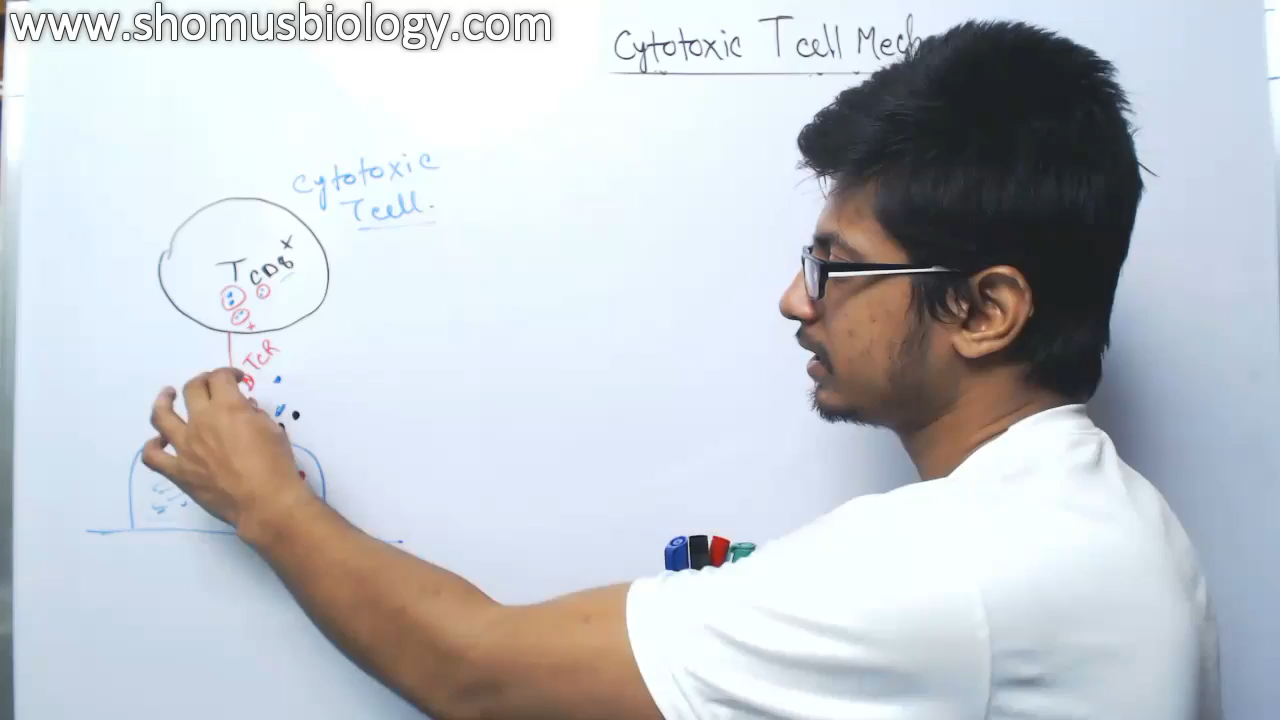 www.shomusbiology.com
Cytotoxic T cell Mech
Cytotoxic
T cell.
T CD8 +
TCR